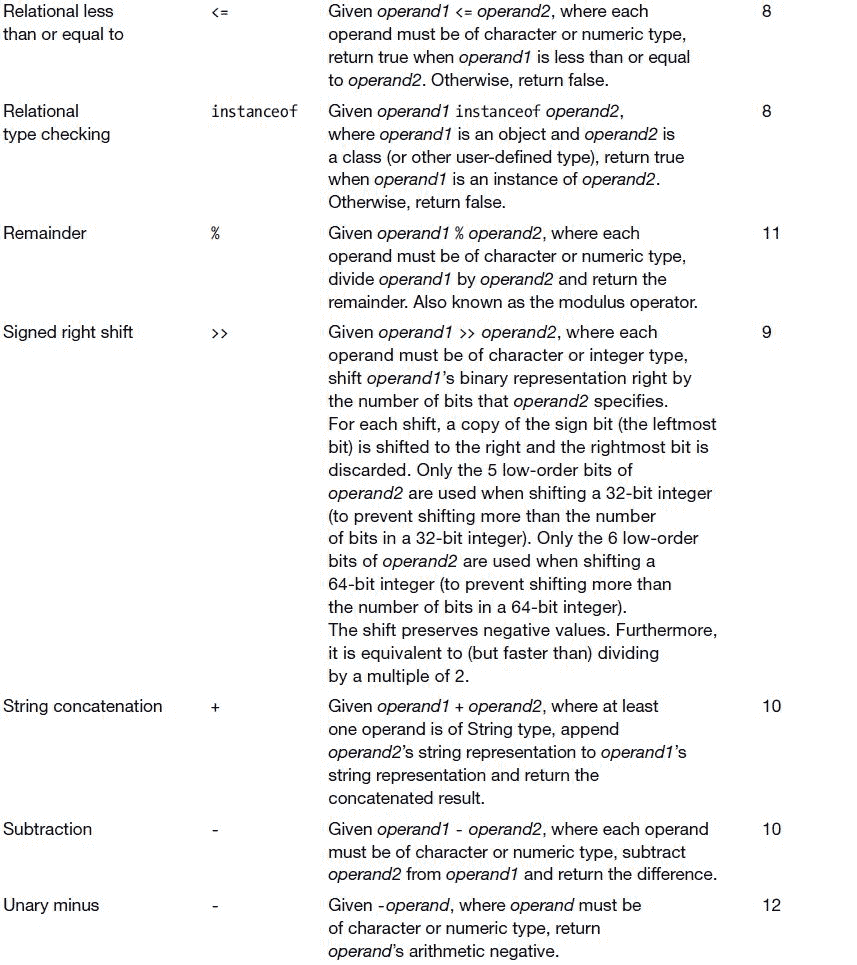 Relational less <= Given operand1 <= operand2, where each 8
than or equal to operand must be of character or numeric type,
return true when operand1 is less than or equal
to operand2. Otherwise, return false.
Relational instanceof Given operand1 instanceof operand2, 8
type checking where operand1 is an object and operand2 is
a class (or other user-defined type), return true
when operand1 is an instance of operand2.
Otherwise, return false.
Remainder % Given operand1 % operand2, where each 11
operand must be of character or numeric type,
divide operand1 by operand2 and return the
remainder. Also known as the modulus operator.
Signed right shift >> Given operand1 >> operand2, where each 9
operand must be of character or integer type,
shift operand1's binary representation right by
the number of bits that operand2 specifies.
For each shift, a copy of the sign bit (the leftmost
bit) is shifted to the right and the rightmost bit is
discarded. Only the 5 low-order bits of
operand2 are used when shifting a 32-bit integer
(to prevent shifting more than the number
of bits in a 32-bit integer). Only the 6 low-order
bits of operand2 are used when shifting a
64-bit integer (to prevent shifting more than
the number of bits in a 64-bit integer).
The shift preserves negative values. Furthermore,
it is equivalent to (but faster than) dividing
by a multiple of 2.
String concatenation + Given operand1 + operand2, where at least 10
one operand is of String type, append
operand2's string representation to operand1's
string representation and return the
concatenated result.
Subtraction - Given operand1 - operand2, where each operand 10
must be of character or numeric type, subtract
operand2 from operand1 and return the difference.
Unary minus - Given -operand, where operand must be 12
of character or numeric type, return
operand's arithmetic negative.